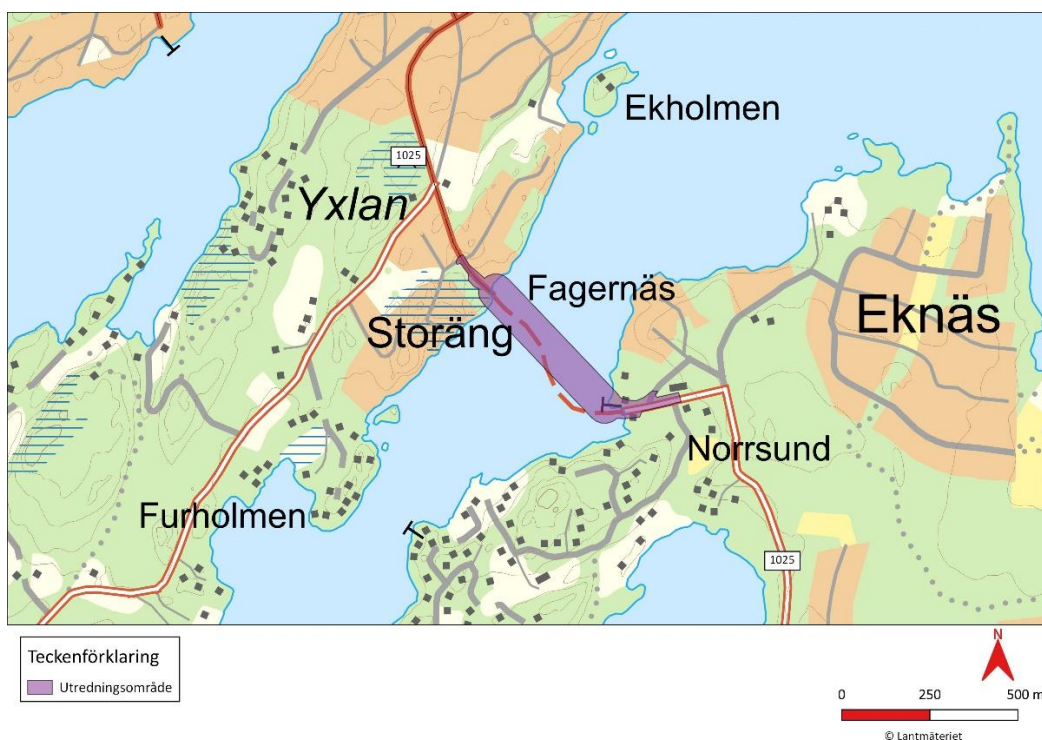 Ekholmen
1025
Yxlan
Fagernäs
Storäng
Eknäs
Norrsund
Furholmen
1025
Teckenförklaring
Utredningsområde
N
0 250 500 m
© Lantmäteriet